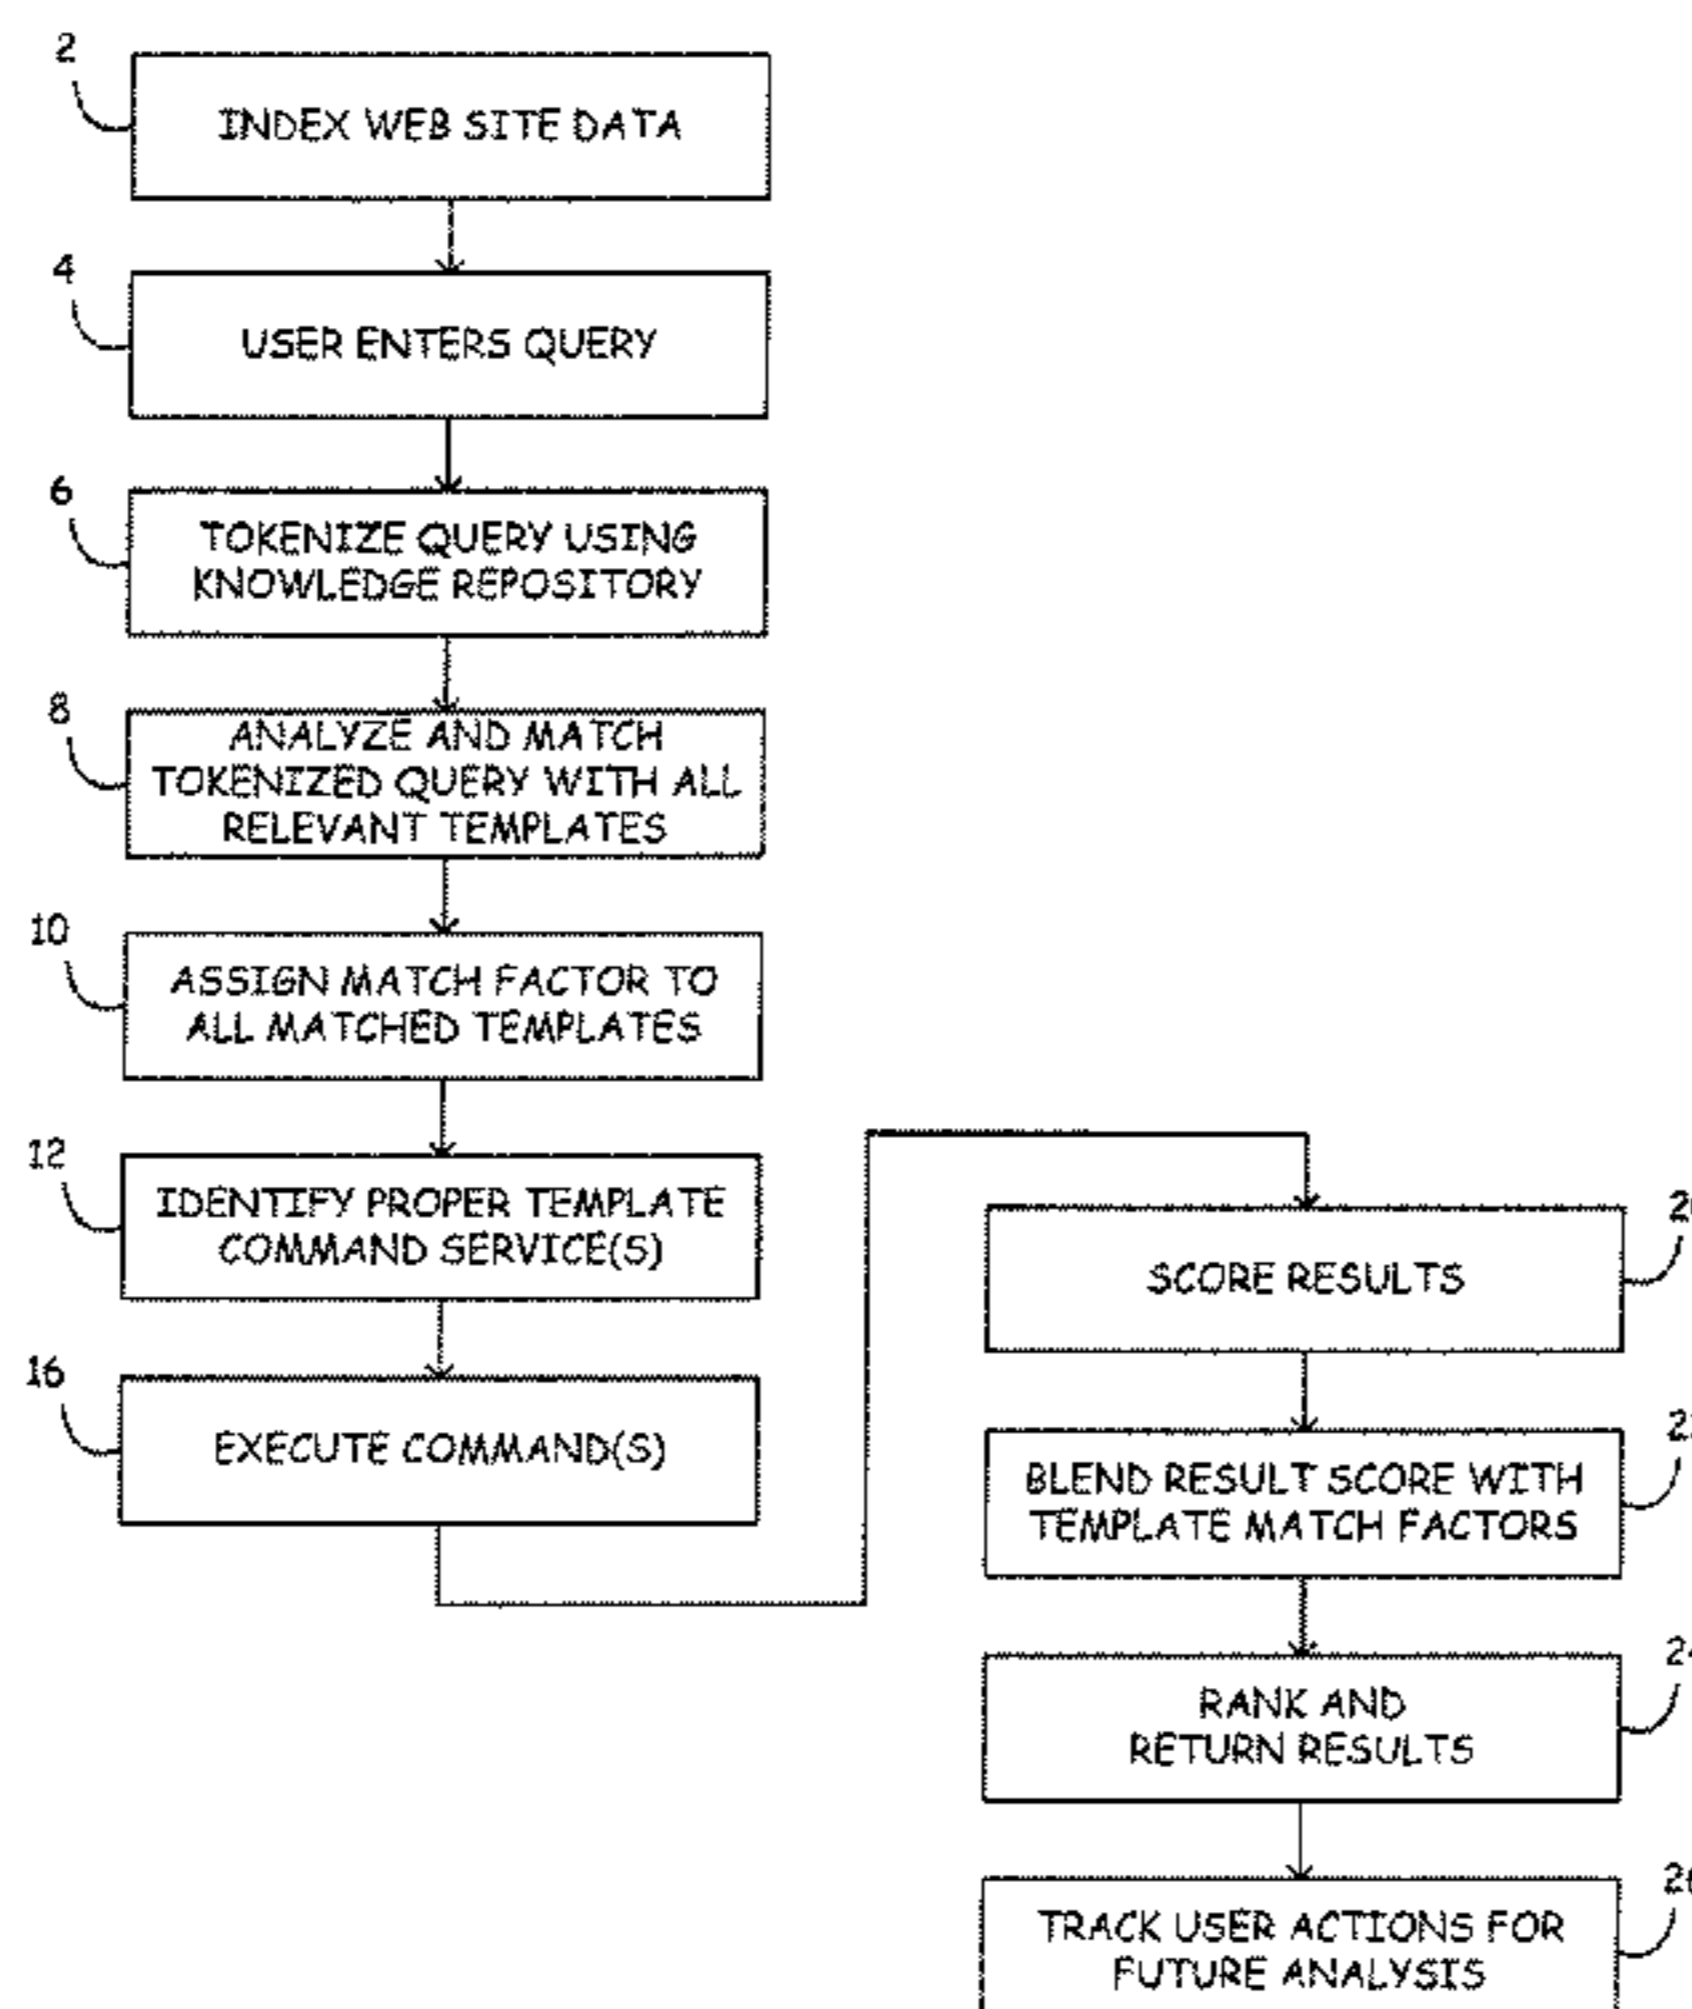 2
INDEX WEB SITE DATA
4
USER ENTERS QUERY
6
TOKENIZE QUERY USING
KNOWLEDGE REPOSITORY
8
ANALYZE AND MATCH
TOKENIZED QUERY WITH ALL
RELEVANT TEMPLATES
10
ASSIGN MATCH FACTOR TO
ALL MATCHED TEMPLATES
12
IDENTIFY PROPER TEMPLATE
COMMAND SERVICE(S)
16
EXECUTE COMMAND(S)
SCORE RESULTS
BLEND RESULT SCORE WITH
TEMPLATE MATCH FACTORS
RANK AND
RETURN RESULTS
TRACK USER ACTIONS FOR
FUTURE ANALYSIS